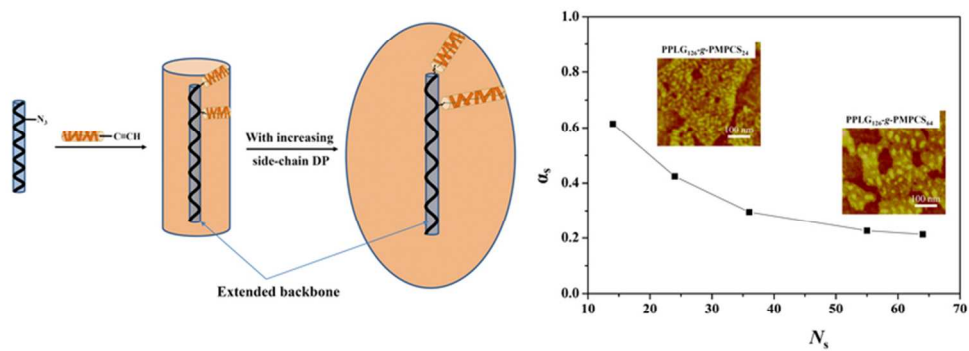 N₃
C≡CH
With increasing
side-chain DP
Extended backbone
αs
1.0
0.8
0.6
0.4
0.2
0.0
PPLG₁₂₆-g-PMPCS₂₄
100 nm
PPLG₁₂₆-g-PMPCS₆₄
100 nm
10 20 30 40 50 60 70
Ns